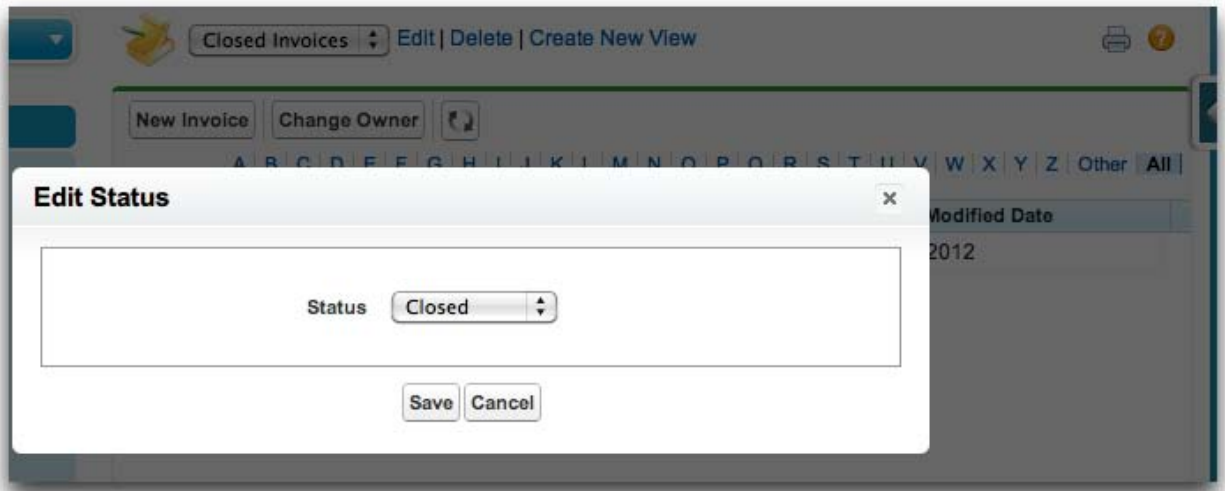 Closed Invoices Edit | Delete | Create New View
?
New Invoice Change Owner
A | B | C | D | E | F | G | H | I | J | K | L | M | N | O | P | Q | R | S | T | U | V | W | X | Y | Z | Other | All
Edit Status
Modified Date
2012
Status Closed
Save Cancel